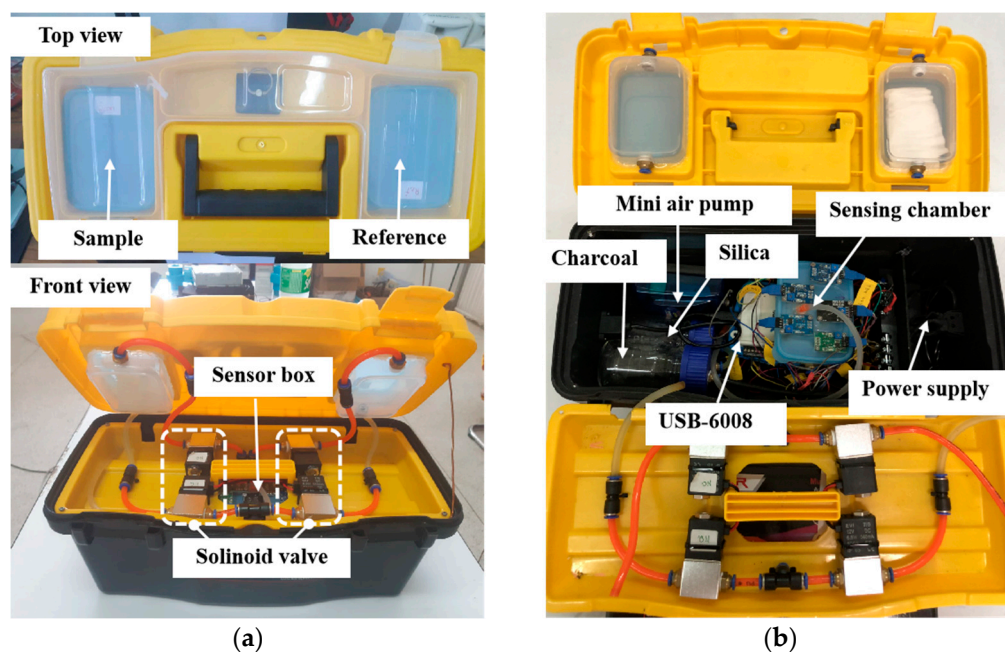 Top view
Sample
Reference
Front view
Sensor box
Solinoid valve
(a)
Mini air pump
Sensing chamber
Charcoal
Silica
USB-6008
Power supply
(b)